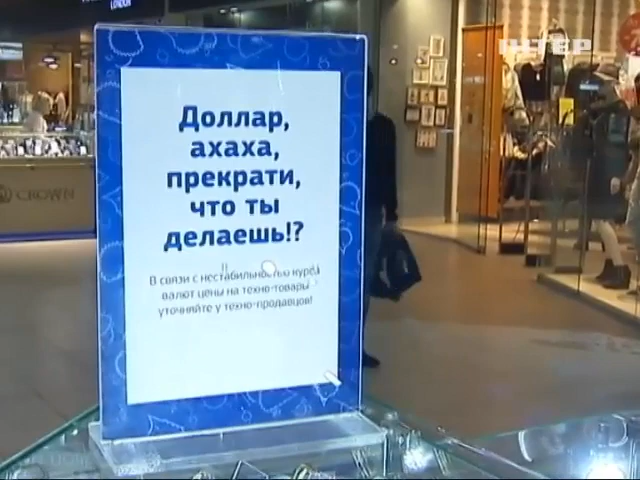 LONDON
ІНТЕР
Доллар,
ахаха,
прекрати,
что ты
делаешь!?
В связи с нестабильностью курса
валют цены на техно-товары
уточняйте у техно-продавцов!
CROWN